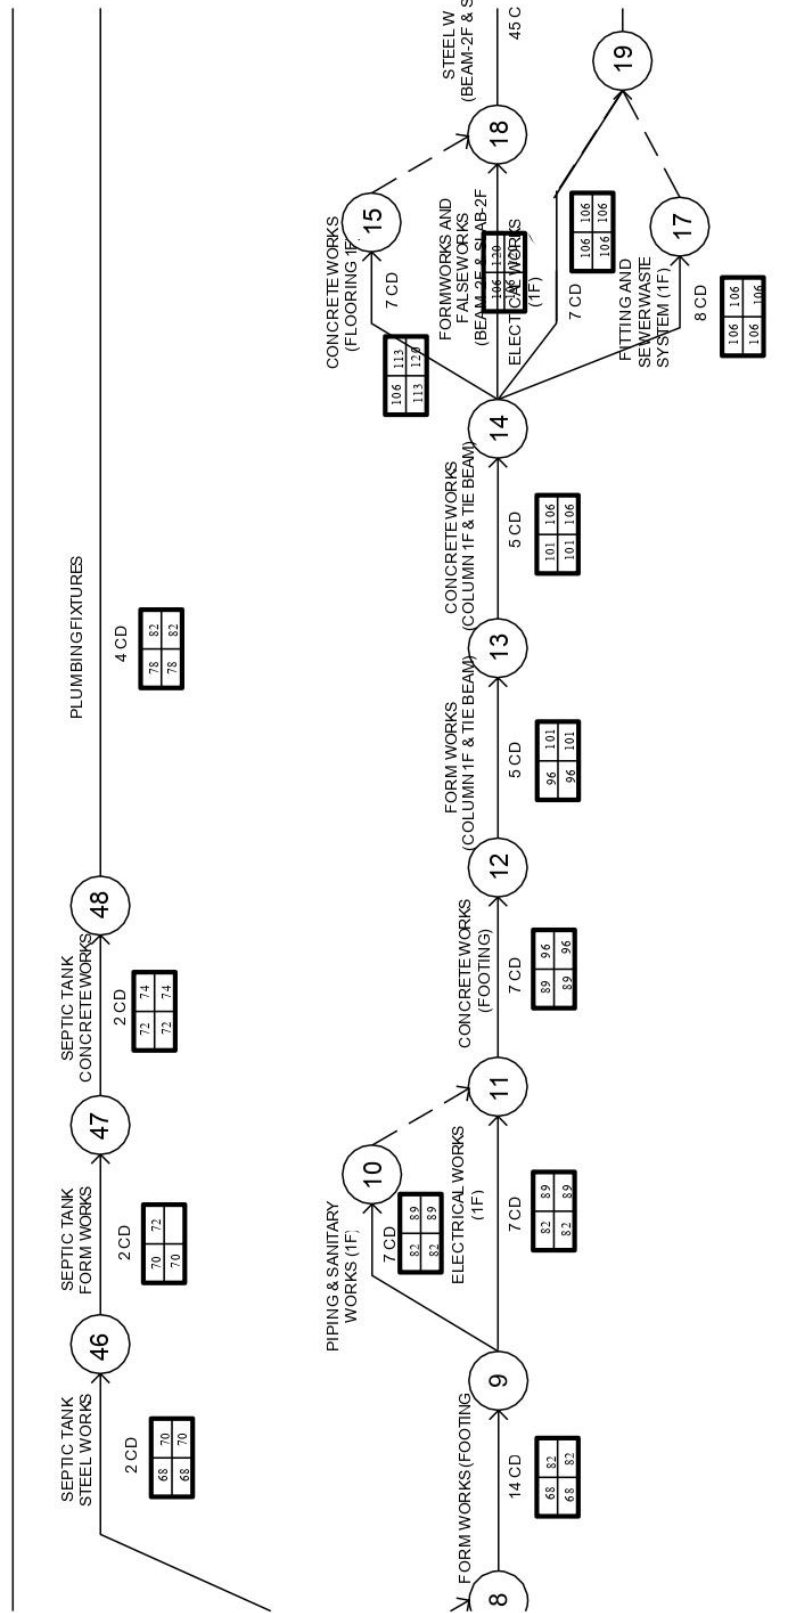 SEPTIC TANK
STEEL WORKS
2 CD
68 70
68 70
46
SEPTIC TANK
FORM WORKS
2 CD
70 72
70
47
SEPTIC TANK
CONCRETE WORKS
2 CD
72 74
72 74
48
PLUMBING FIXTURES
4 CD
78 82
78 82
8
FORM WORKS (FOOTING
14 CD
68 82
68 82
9
PIPING & SANITARY
WORKS (1F)
7 CD
82 89
82 89
10
ELECTRICAL WORKS
(1F)
7 CD
82 89
82 89
11
CONCRETE WORKS
(FOOTING)
7 CD
89 96
89 96
12
FORM WORKS
(COLUMN 1F & TIE BEAM)
5 CD
96 101
96 101
13
CONCRETE WORKS
(COLUMN 1F & TIE BEAM)
5 CD
101 106
101 106
14
CONCRETE WORKS
(FLOORING 1F)
7 CD
106 113
113 120
15
FORMWORKS AND
FALSEWORKS
(BEAM-2F & SLAB-2F
106 120
18
STEEL W
(BEAM-2F & S
45 C
ELECTRICAL WORKS
(1F)
7 CD
106 106
106 106
19
FITTING AND
SEWERWASTE
SYSTEM (1F)
8 CD
106 106
106 106
17